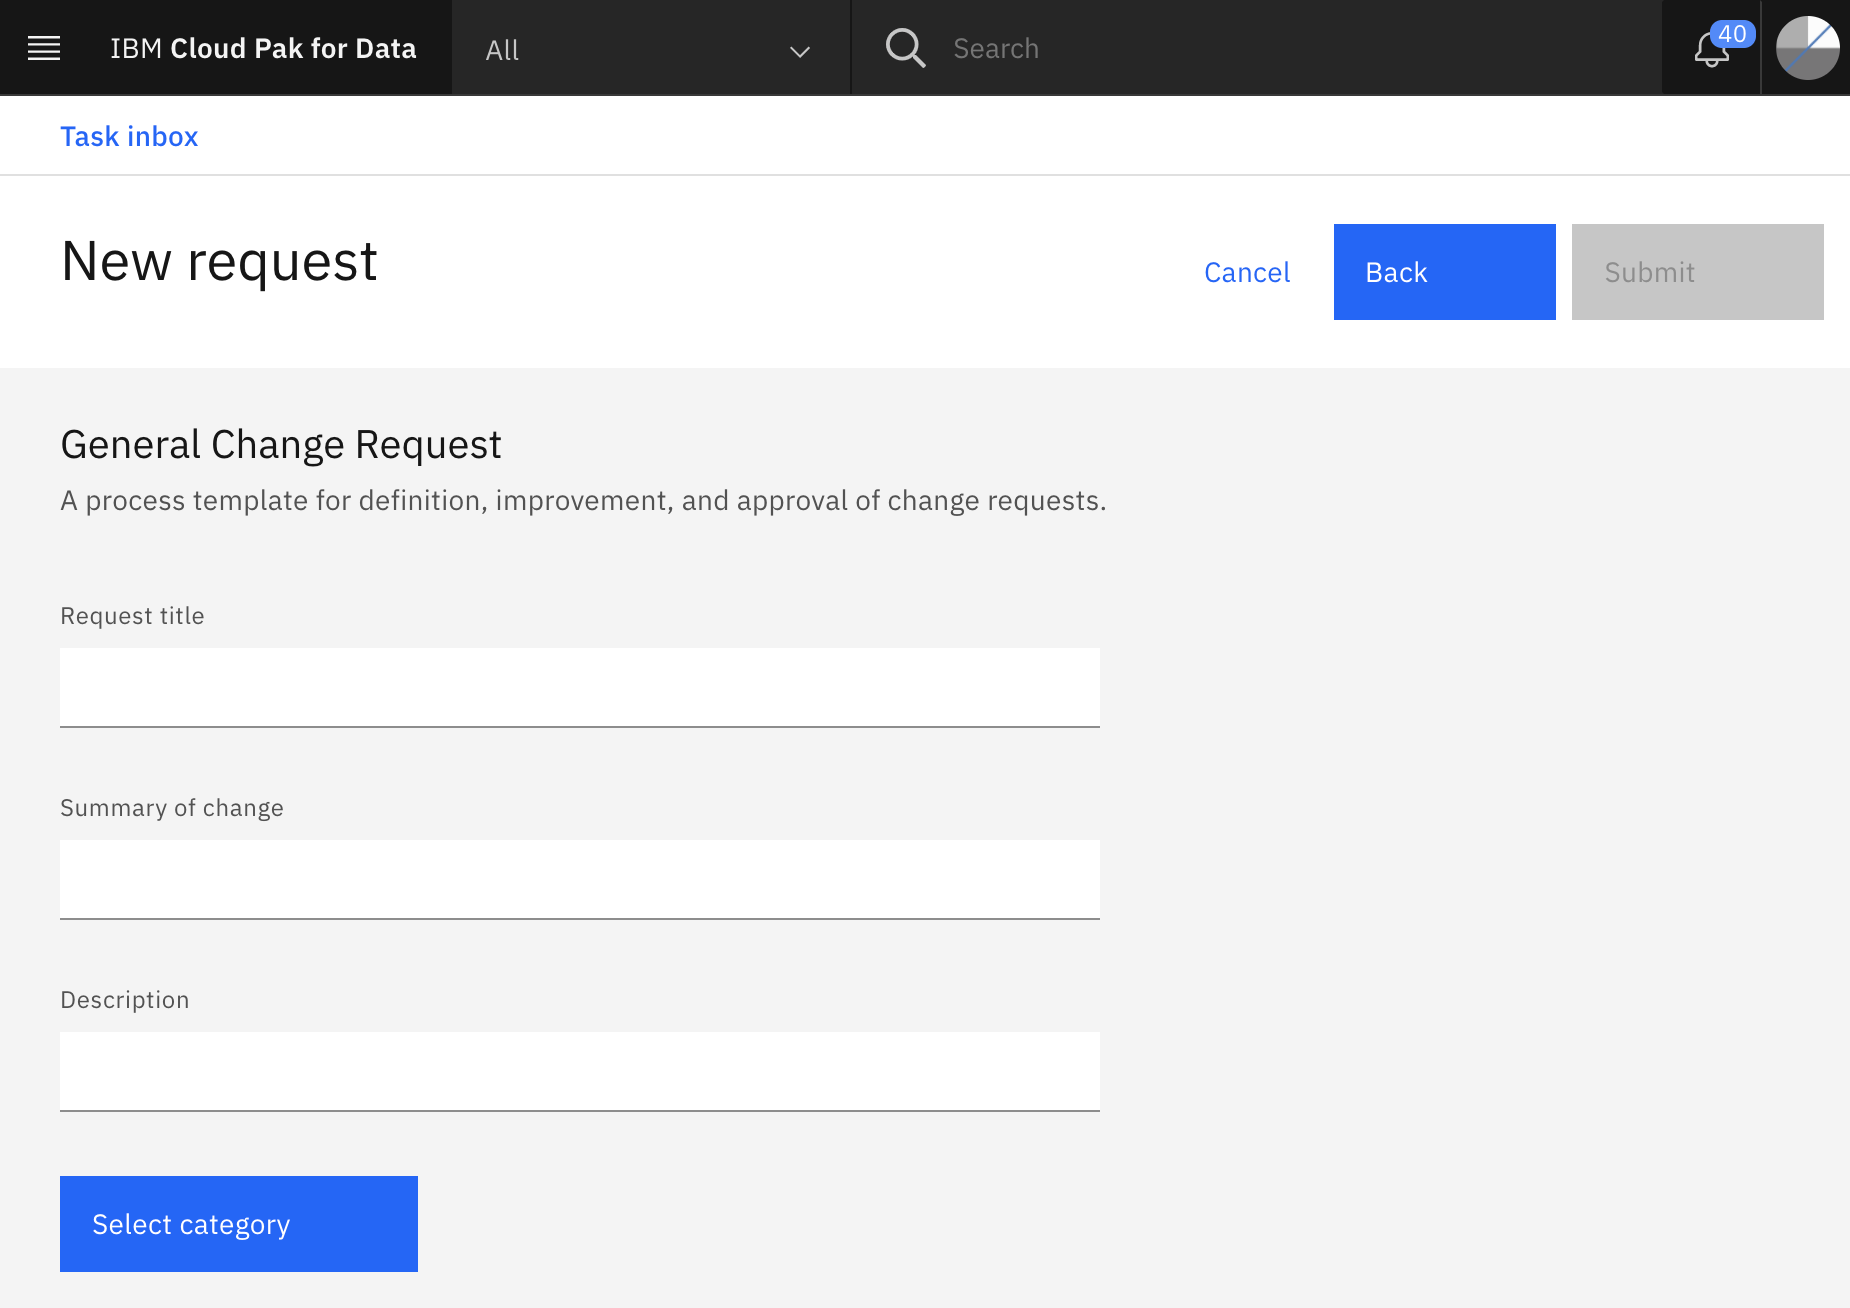 IBM Cloud Pak for Data
All
Search
40
Task inbox
New request
Cancel
Back
Submit
General Change Request
A process template for definition, improvement, and approval of change requests.
Request title
Summary of change
Description
Select category